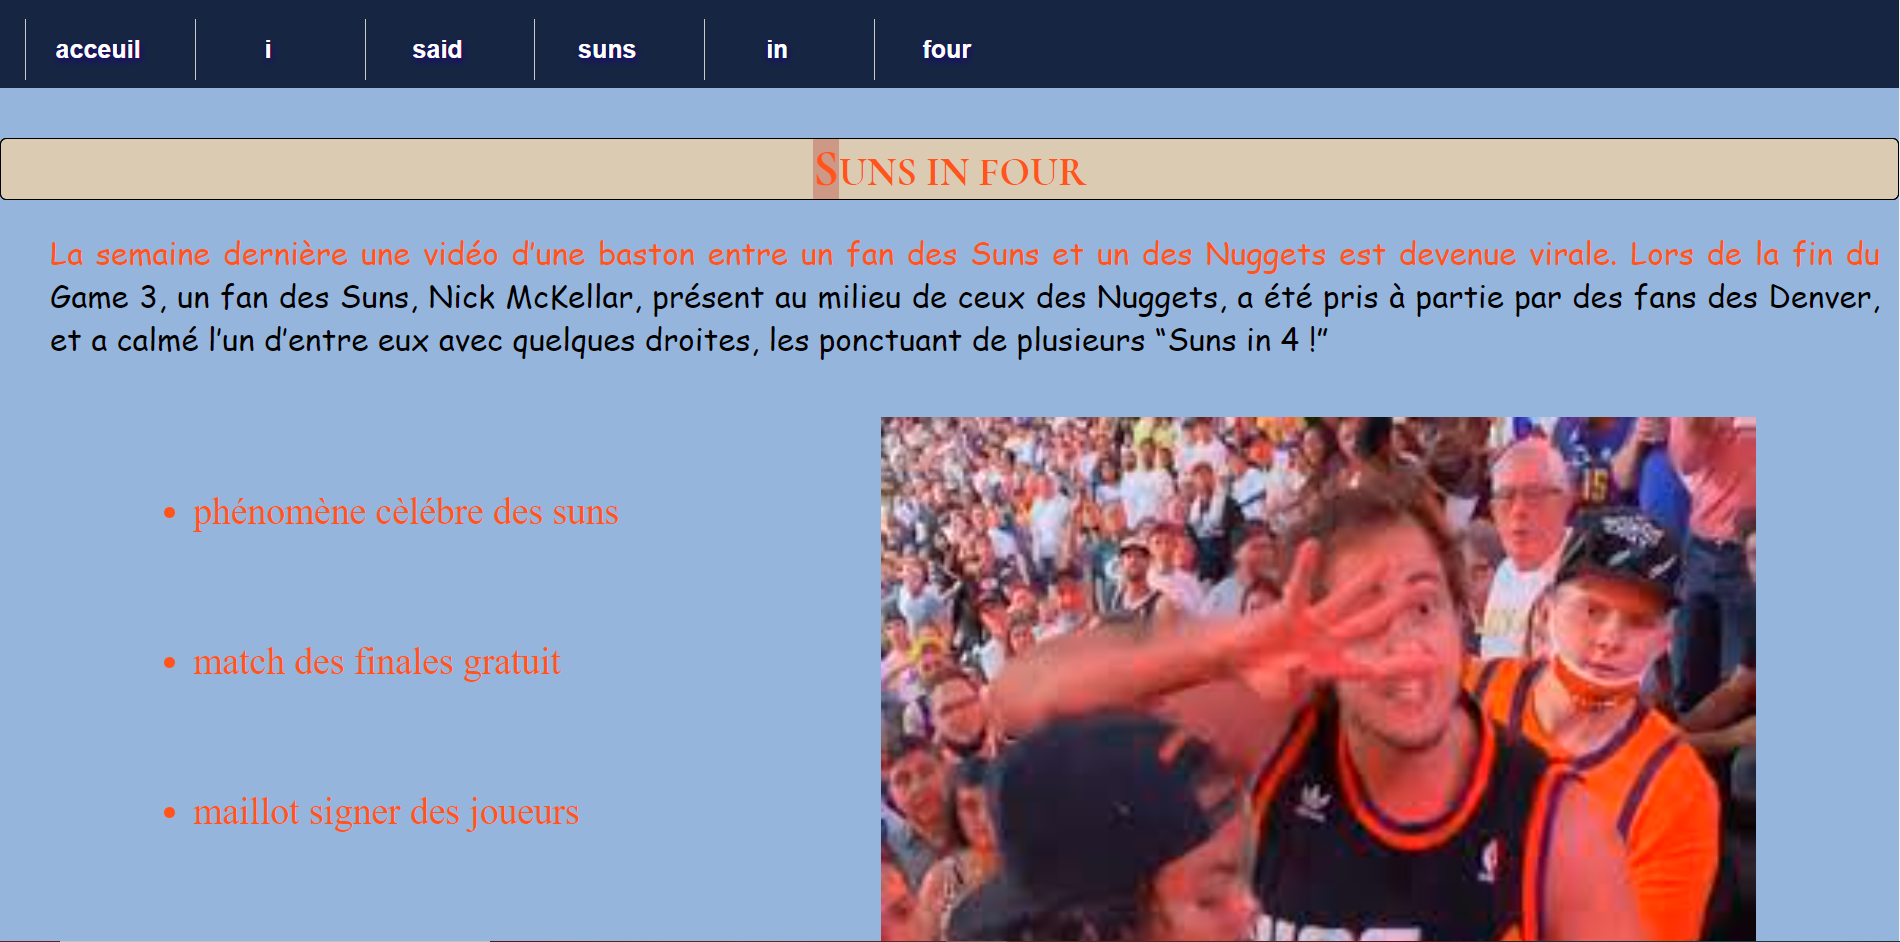 acceuil i said suns in four
Suns in four
La semaine dernière une vidéo d’une baston entre un fan des Suns et un des Nuggets est devenue virale. Lors de la fin du
Game 3, un fan des Suns, Nick McKellar, présent au milieu de ceux des Nuggets, a été pris à partie par des fans des Denver,
et a calmé l’un d’entre eux avec quelques droites, les ponctuant de plusieurs “Suns in 4 !”
• phénomène cèlébre des suns
• match des finales gratuit
• maillot signer des joueurs
15